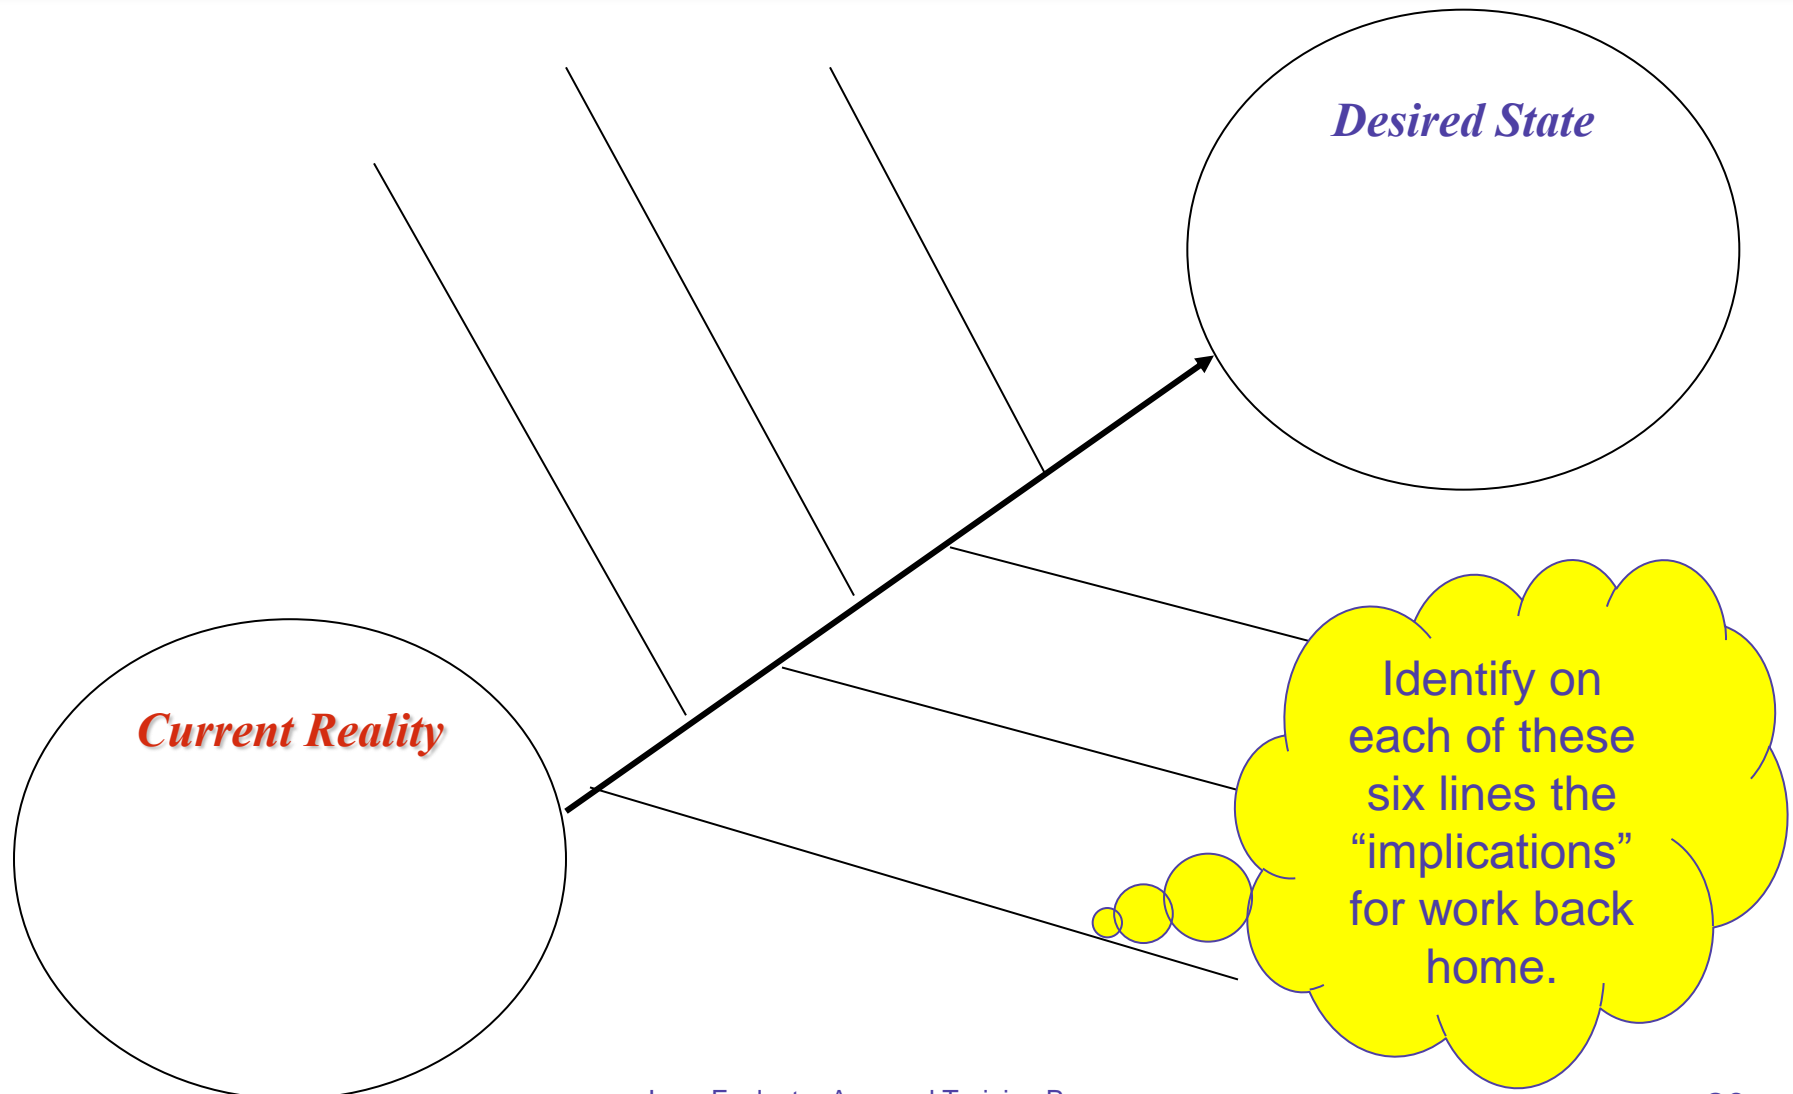 Desired State
Current Reality
Identify on
each of these
six lines the
“implications”
for work back
home.